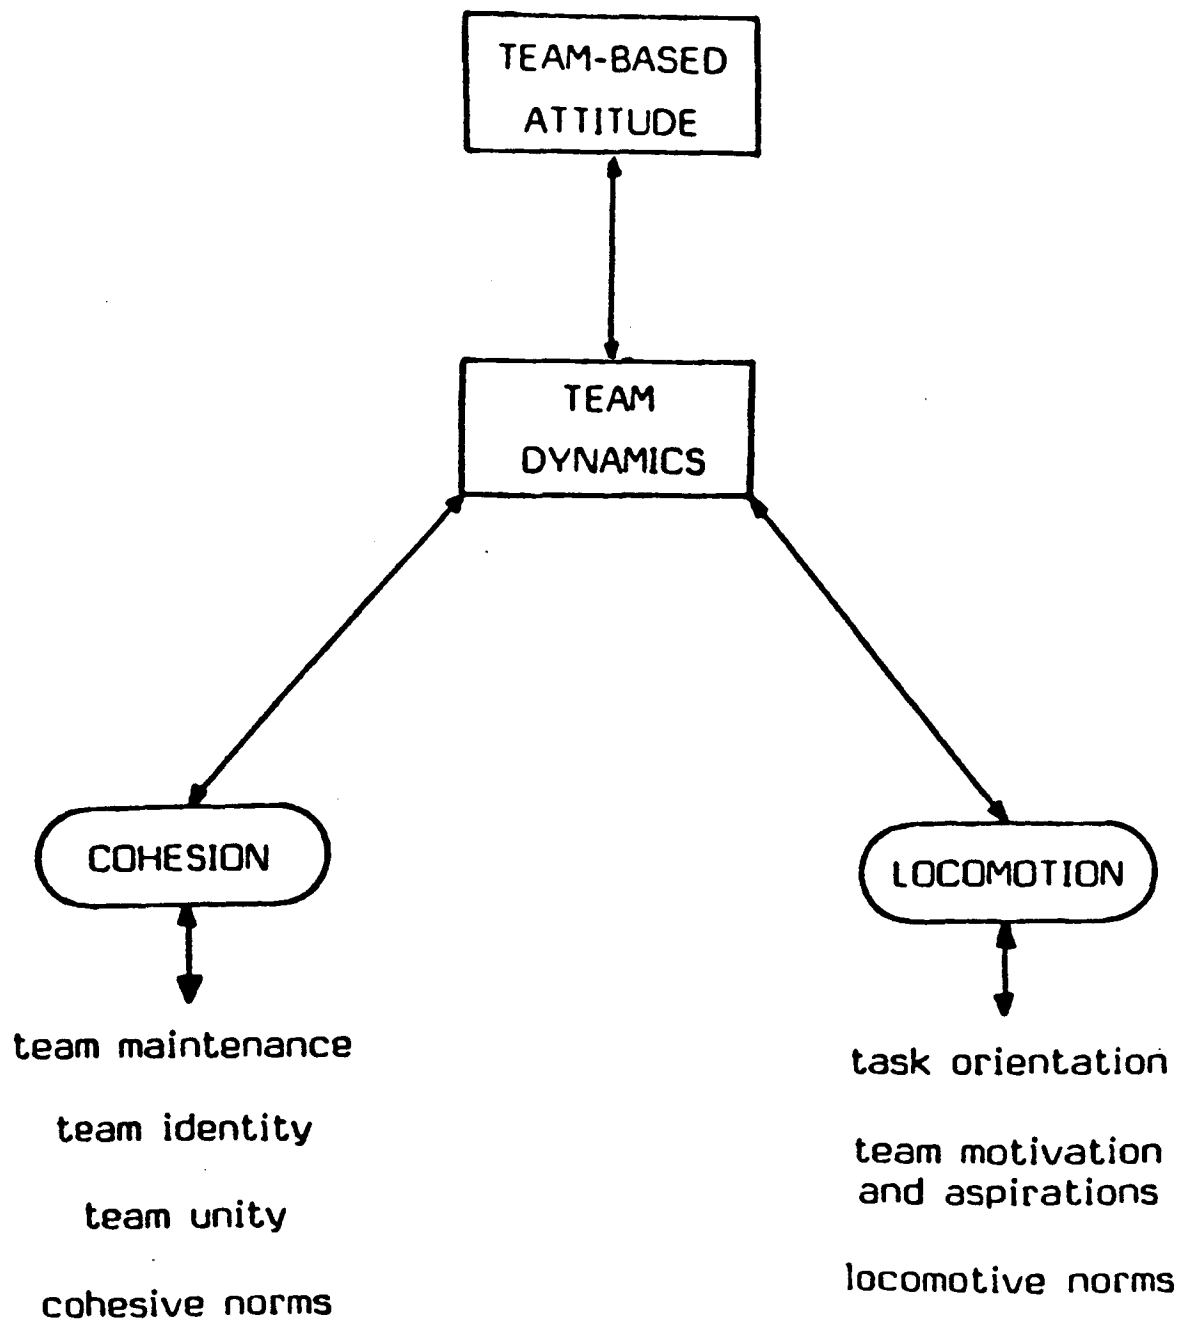 TEAM-BASED
ATTITUDE
TEAM
DYNAMICS
COHESION
LOCOMOTION
team maintenance
team identity
team unity
cohesive norms
task orientation
team motivation
and aspirations
locomotive norms